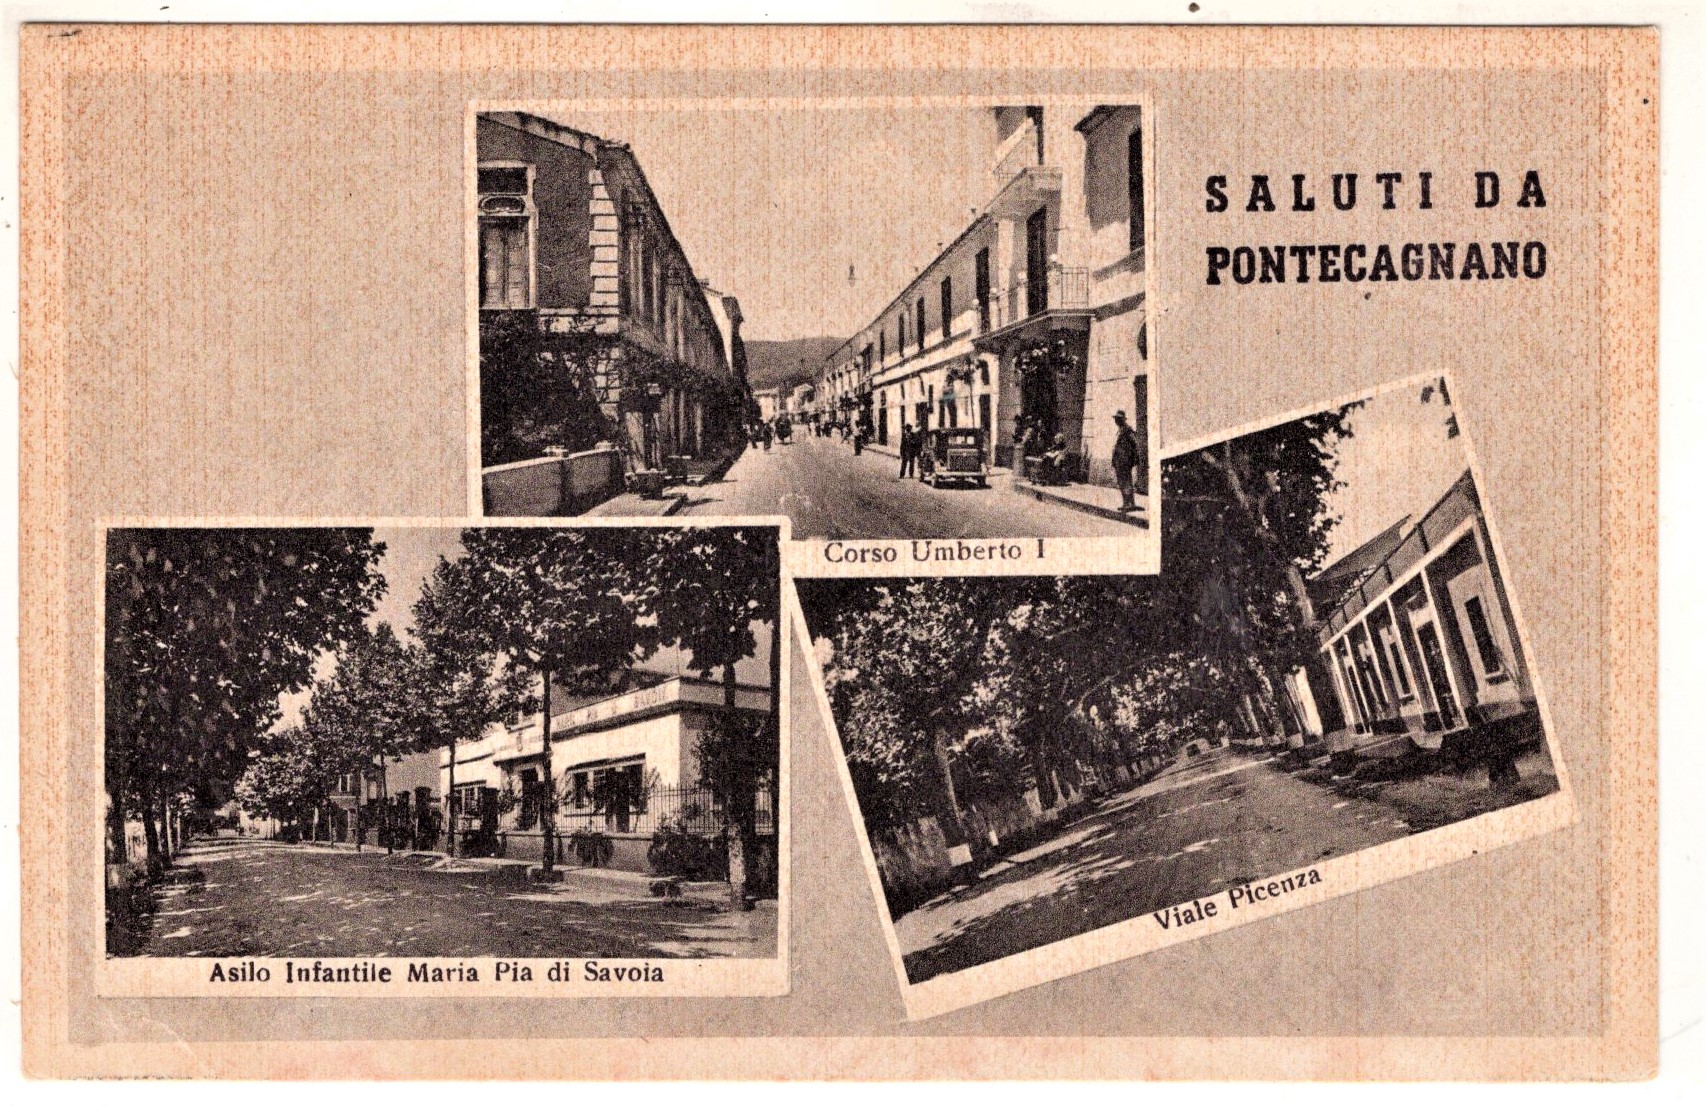 SALUTI DA
PONTECAGNANO
Corso Umberto I
Asilo Infantile Maria Pia di Savoia
Viale Picenza